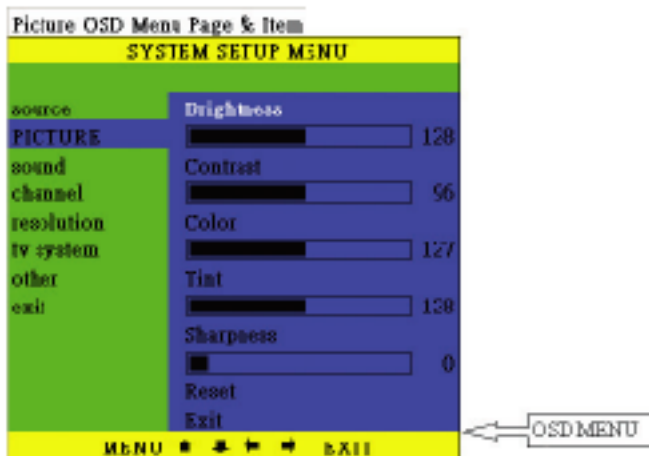 Picture OSD Menu Page & Item
SYSTEM SETUP MENU
source
PICTURE
sound
channel
resolution
tv system
other
exit
Brightness
128
Contrast
96
Color
127
Tint
128
Sharpness
0
Reset
Exit
MENU EXIT
OSD MENU